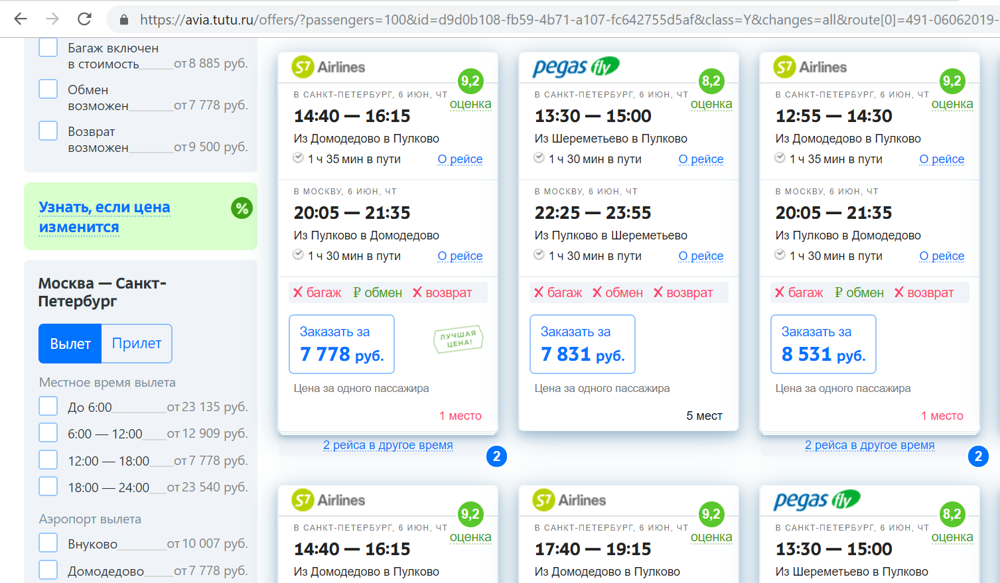 https://avia.tutu.ru/offers/?passengers=100&id=d9d0b108-fb59-4b71-a107-fc642755d5af&class=Y&changes=all&route[0]=491-06062019-
Багаж включен
в стоимость от 8 885 руб.
Обмен
возможен от 7 778 руб.
Возврат
возможен от 9 500 руб.
Узнать, если цена
изменится
%
Москва — Санкт-
Петербург
Вылет Прилет
Местное время вылета
До 6:00 от 23 135 руб.
6:00 — 12:00 от 12 909 руб.
12:00 — 18:00 от 7 778 руб.
18:00 — 24:00 от 23 540 руб.
Аэропорт вылета
Внуково от 10 007 руб.
Домодедово от 7 778 руб.
S7 Airlines
9,2
оценка
В САНКТ-ПЕТЕРБУРГ, 6 ИЮН, ЧТ
14:40 — 16:15
Из Домодедово в Пулково
1 ч 35 мин в пути О рейсе
В МОСКВУ, 6 ИЮН, ЧТ
20:05 — 21:35
Из Пулково в Домодедово
1 ч 30 мин в пути О рейсе
багаж ₽ обмен возврат
Заказать за
7 778 руб.
ЛУЧШАЯ
ЦЕНА!
Цена за одного пассажира
1 место
2 рейса в другое время
2
pegas fly
8,2
оценка
В САНКТ-ПЕТЕРБУРГ, 6 ИЮН, ЧТ
13:30 — 15:00
Из Шереметьево в Пулково
1 ч 30 мин в пути О рейсе
В МОСКВУ, 6 ИЮН, ЧТ
22:25 — 23:55
Из Пулково в Шереметьево
1 ч 30 мин в пути О рейсе
багаж обмен возврат
Заказать за
7 831 руб.
Цена за одного пассажира
5 мест
S7 Airlines
9,2
оценка
В САНКТ-ПЕТЕРБУРГ, 6 ИЮН, ЧТ
12:55 — 14:30
Из Домодедово в Пулково
1 ч 35 мин в пути О рейсе
В МОСКВУ, 6 ИЮН, ЧТ
20:05 — 21:35
Из Пулково в Домодедово
1 ч 30 мин в пути О рейсе
багаж ₽ обмен возврат
Заказать за
8 531 руб.
Цена за одного пассажира
1 место
2 рейса в другое время
2
S7 Airlines
9,2
оценка
В САНКТ-ПЕТЕРБУРГ, 6 ИЮН, ЧТ
14:40 — 16:15
Из Домодедово в Пулково
S7 Airlines
9,2
оценка
В САНКТ-ПЕТЕРБУРГ, 6 ИЮН, ЧТ
17:40 — 19:15
Из Домодедово в Пулково
pegas fly
8,2
оценка
В САНКТ-ПЕТЕРБУРГ, 6 ИЮН, ЧТ
13:30 — 15:00
Из Шереметьево в Пулково